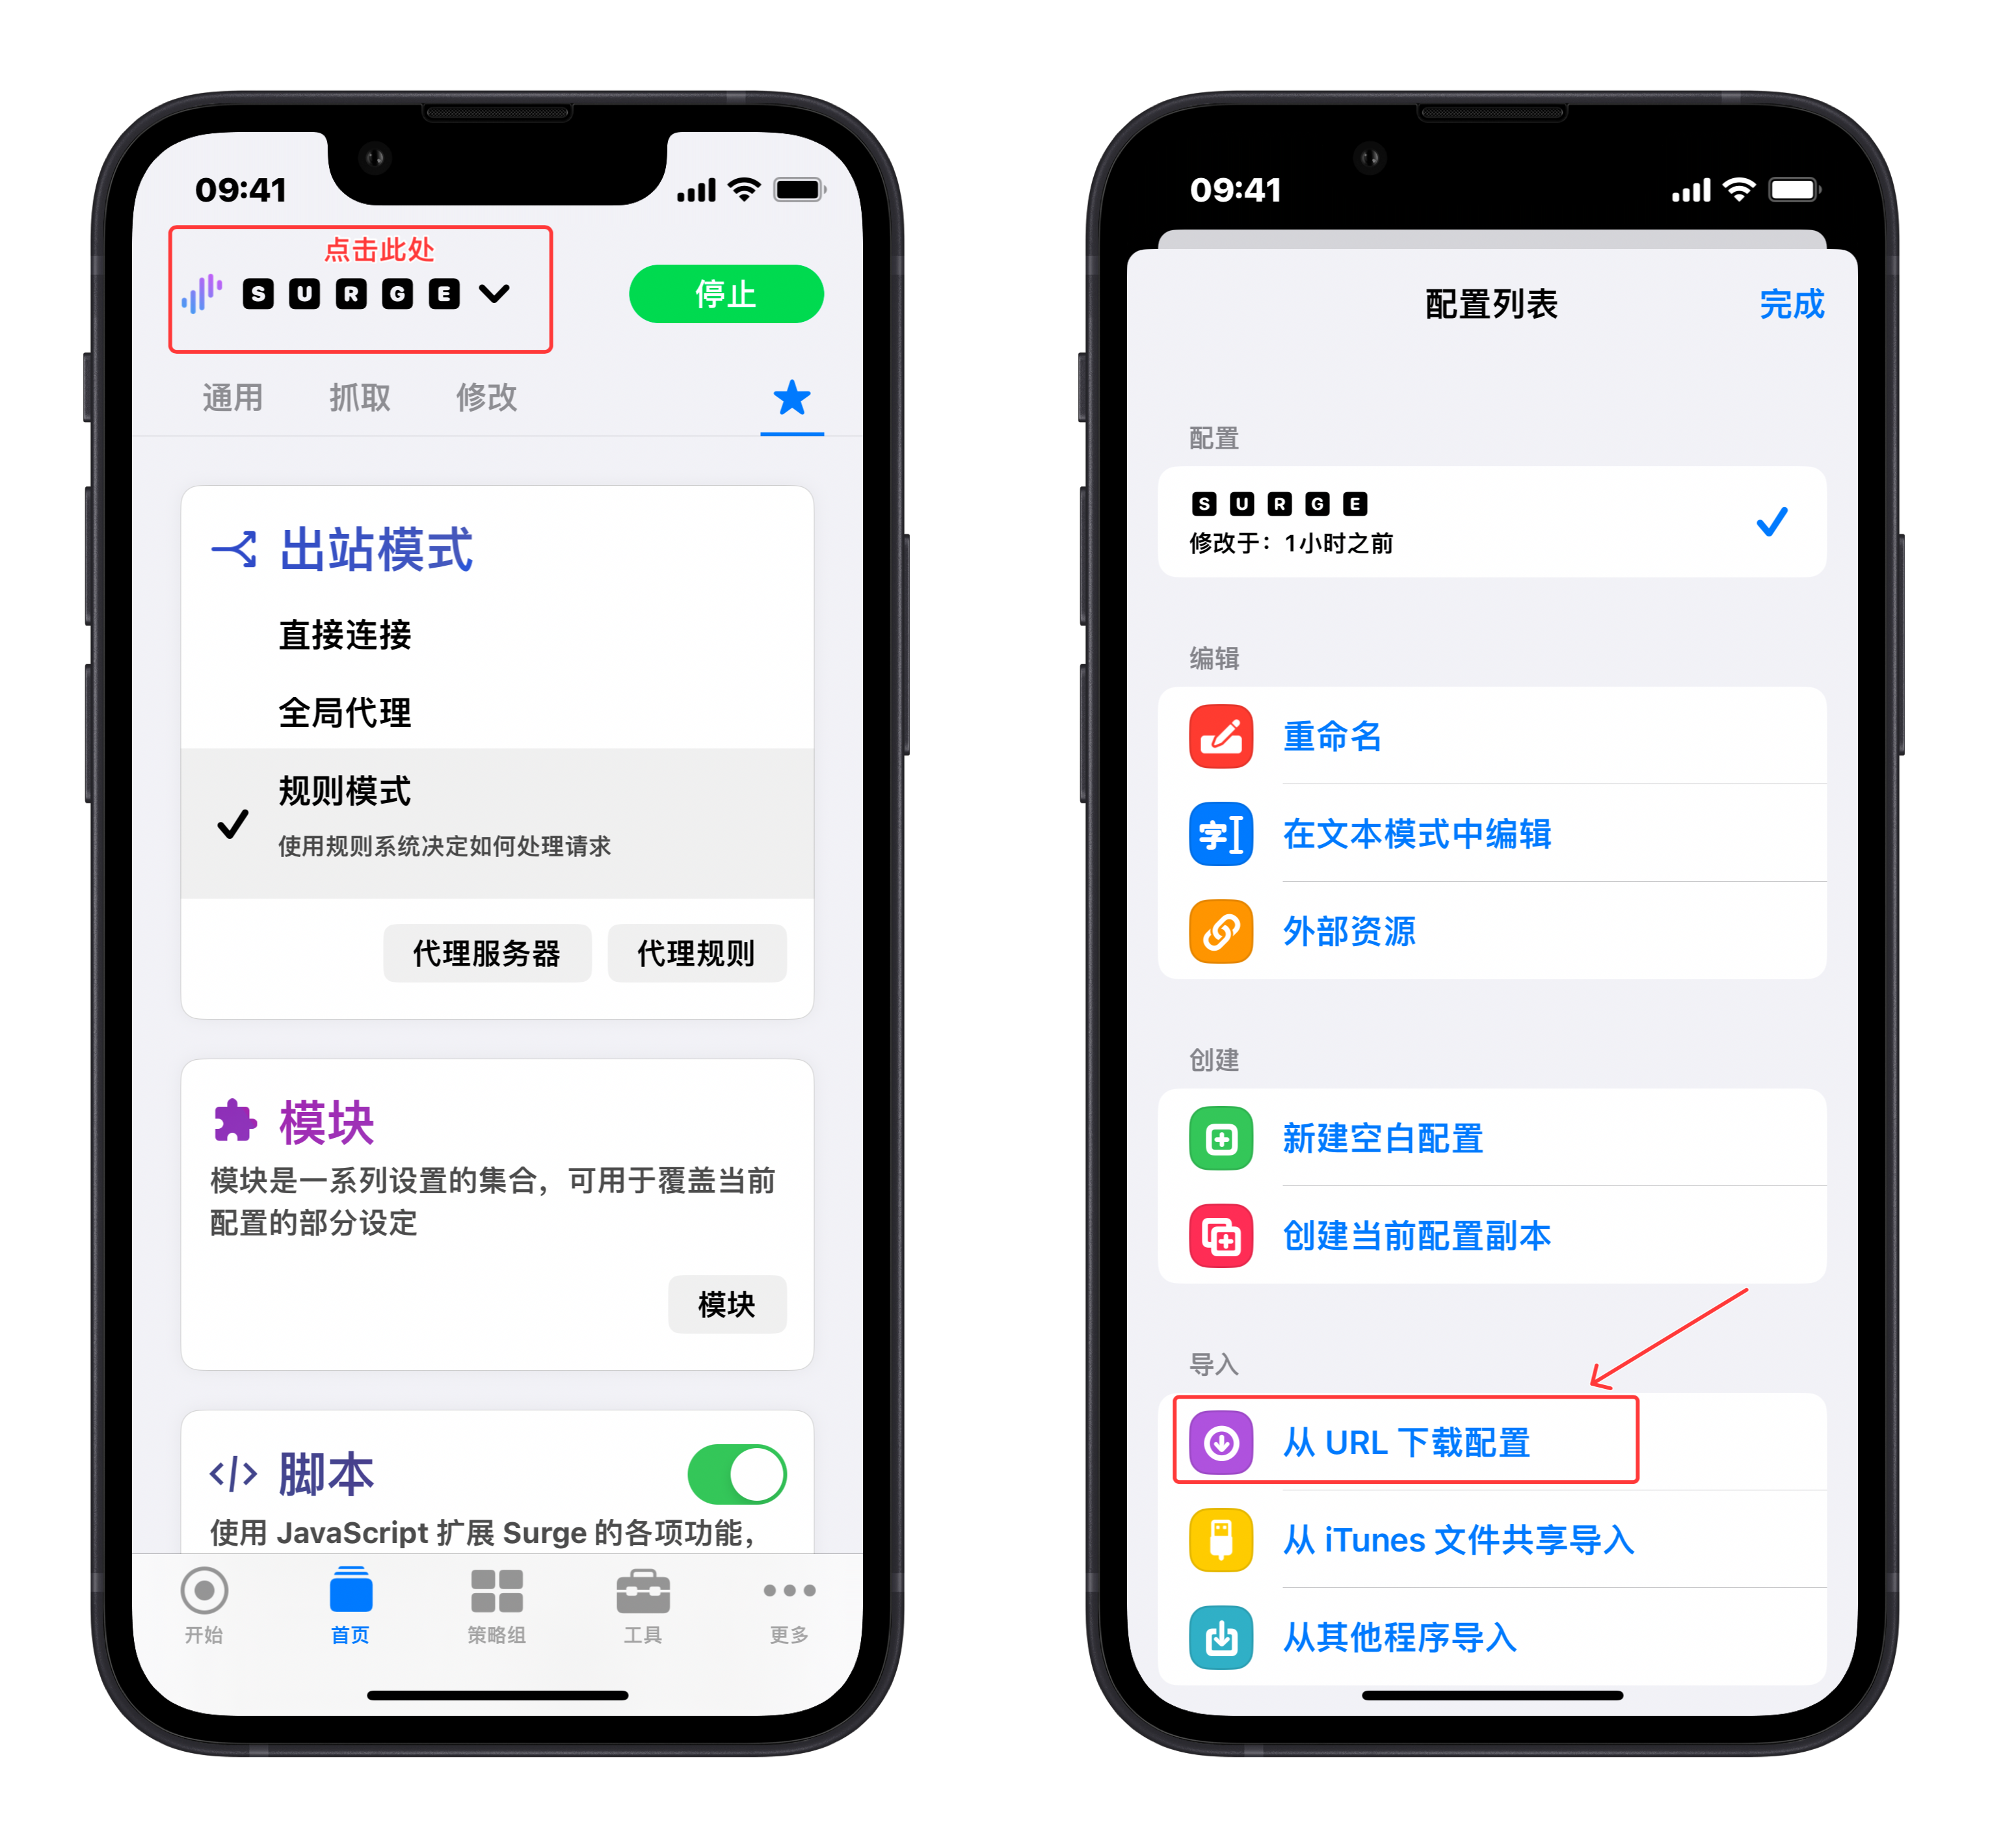 09:41
点击此处
SURGE
停止
通用 抓取 修改
出站模式
直接连接
全局代理
规则模式
使用规则系统决定如何处理请求
代理服务器 代理规则
模块
模块是一系列设置的集合，可用于覆盖当前
配置的部分设定
模块
脚本
使用 JavaScript 扩展 Surge 的各项功能，
开始 首页 策略组 工具 更多
09:41
配置列表 完成
配置
SURGE
修改于：1小时之前
编辑
重命名
字
在文本模式中编辑
外部资源
创建
新建空白配置
创建当前配置副本
导入
从 URL 下载配置
从 iTunes 文件共享导入
从其他程序导入